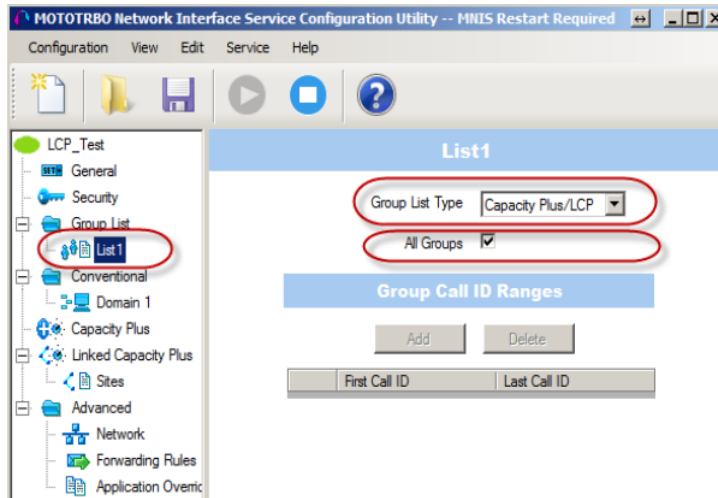 MOTOTRBO Network Interface Service Configuration Utility -- MNIS Restart Required
Configuration View Edit Service Help
LCP_Test
General
Security
Group List
List1
Conventional
Domain 1
Capacity Plus
Linked Capacity Plus
Sites
Advanced
Network
Forwarding Rules
Application Overric
List1
Group List Type Capacity Plus/LCP
All Groups
Group Call ID Ranges
Add Delete
First Call ID Last Call ID